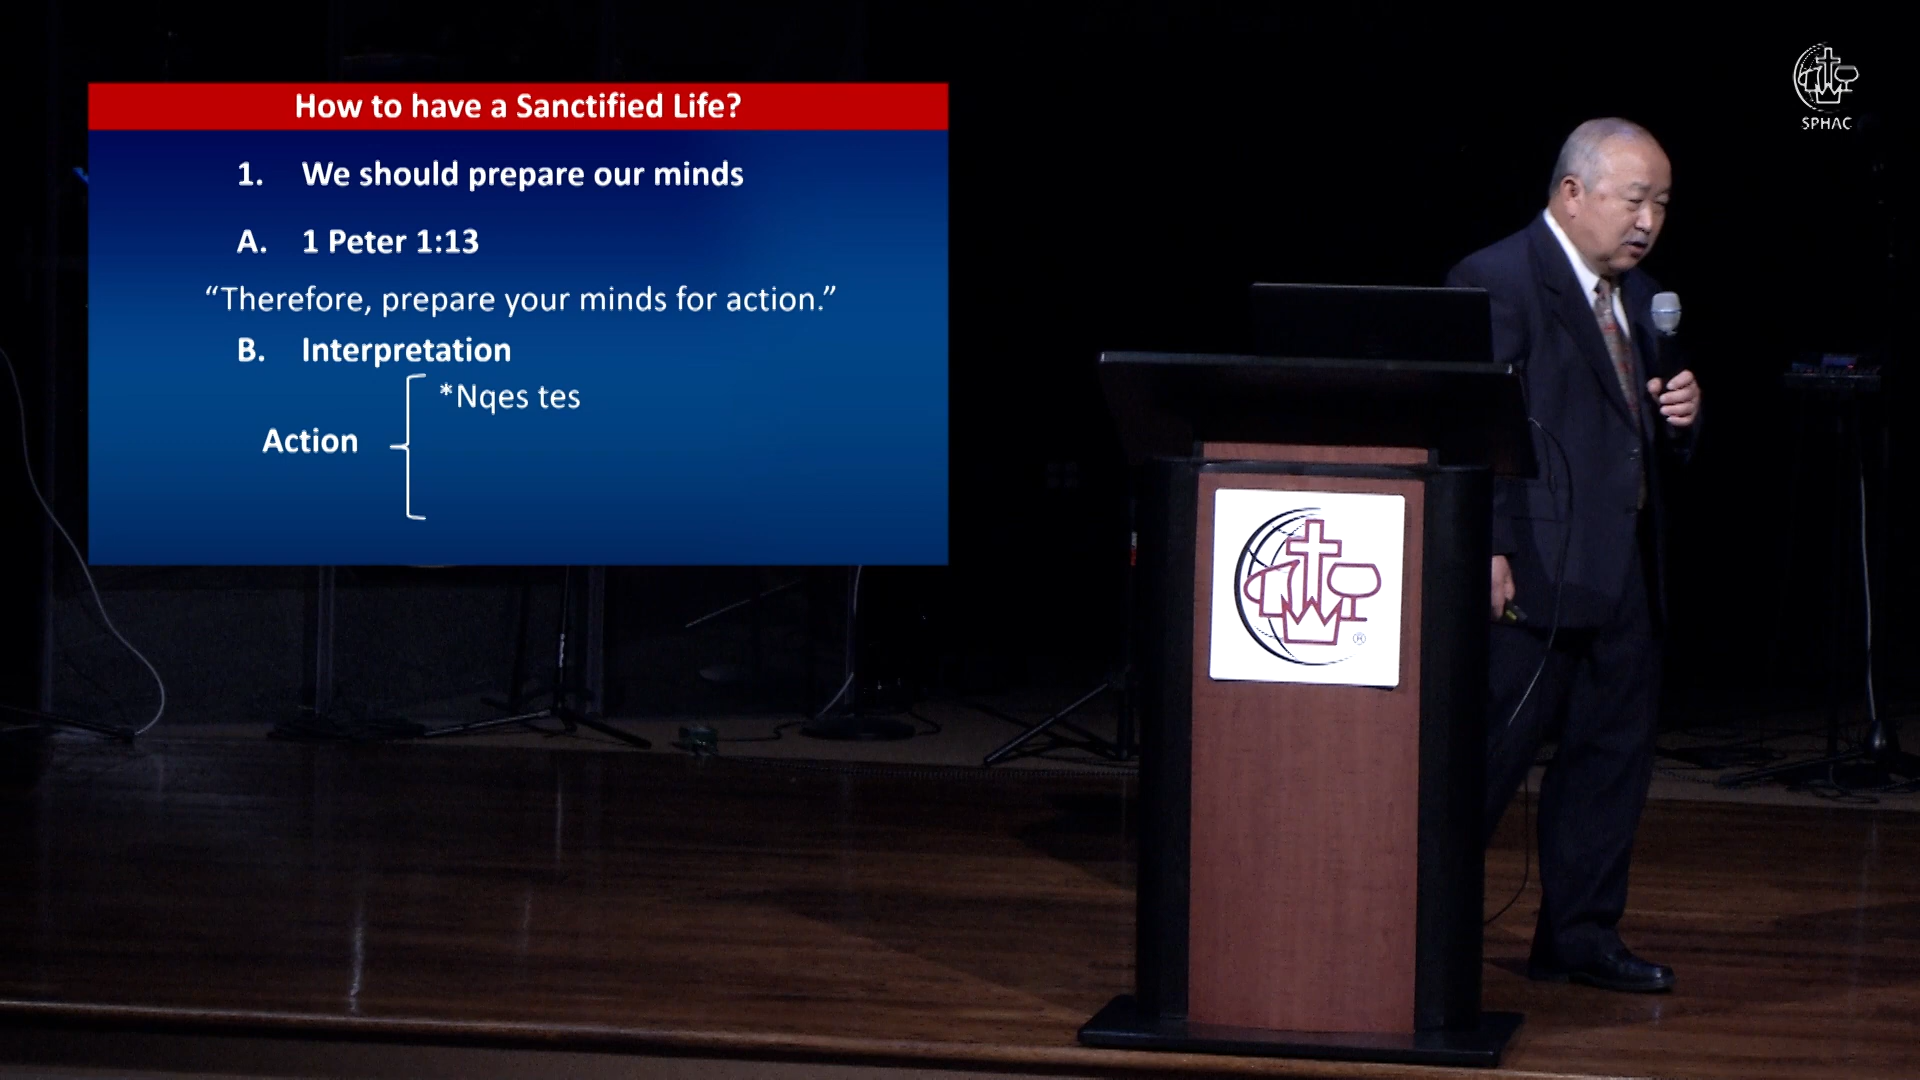 How to have a Sanctified Life?
1. We should prepare our minds
A. 1 Peter 1:13
“Therefore, prepare your minds for action.”
B. Interpretation
*Nqes tes
Action
SPHAC
®